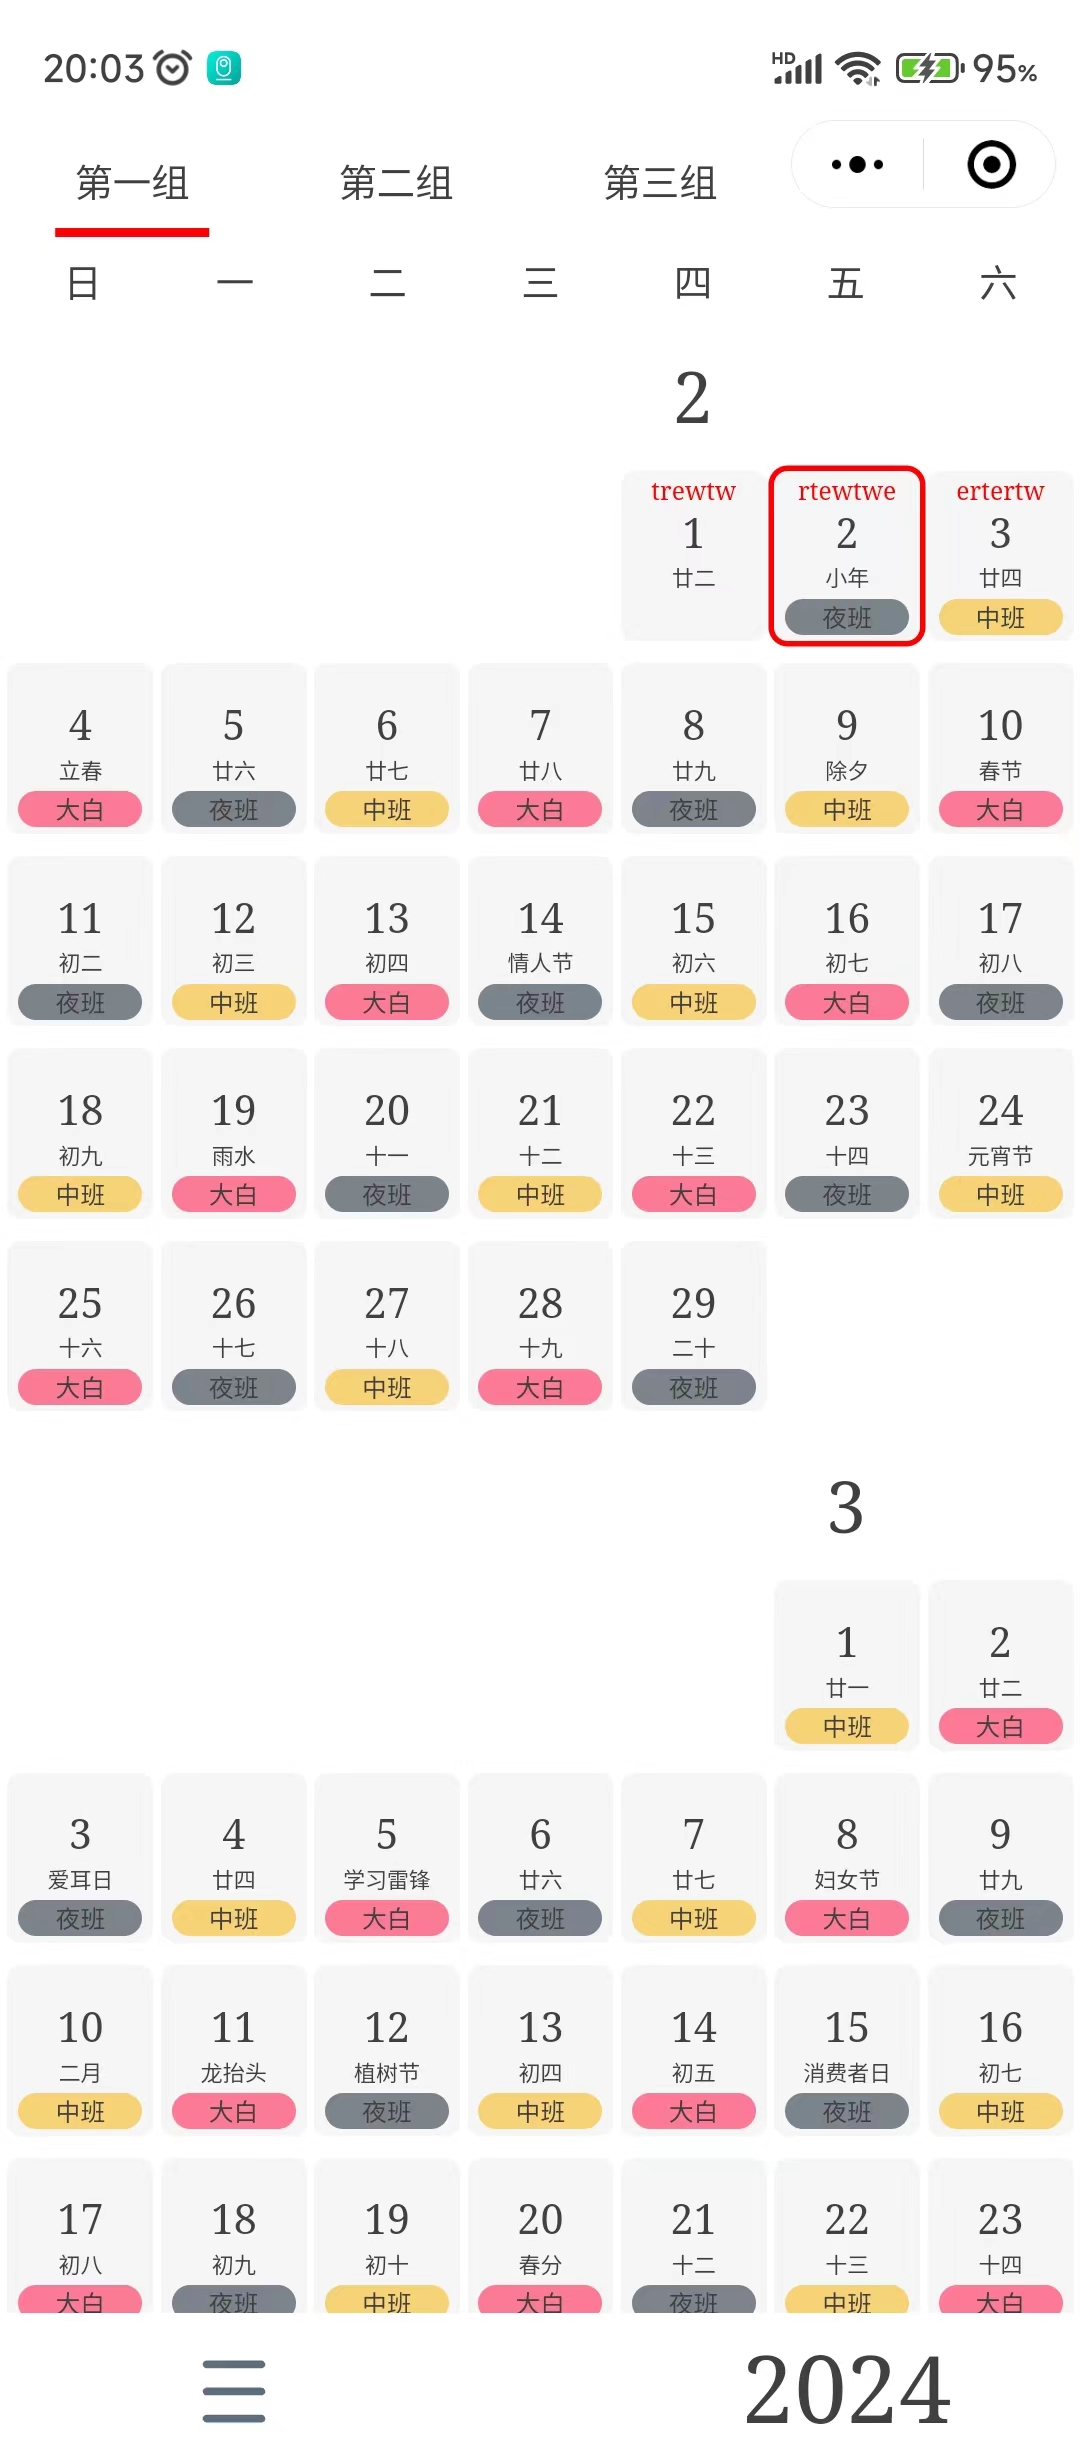 20:03 HD 95%
第一组 第二组 第三组
日 一 二 三 四 五 六
2
trewtw rtewtwe ertertw
1 2 3
廿二 小年 廿四
夜班 中班
4 5 6 7 8 9 10
立春 廿六 廿七 廿八 廿九 除夕 春节
大白 夜班 中班 大白 夜班 中班 大白
11 12 13 14 15 16 17
初二 初三 初四 情人节 初六 初七 初八
夜班 中班 大白 夜班 中班 大白 夜班
18 19 20 21 22 23 24
初九 雨水 十一 十二 十三 十四 元宵节
中班 大白 夜班 中班 大白 夜班 中班
25 26 27 28 29
十六 十七 十八 十九 二十
大白 夜班 中班 大白 夜班
3
1 2
廿一 廿二
中班 大白
3 4 5 6 7 8 9
爱耳日 廿四 学习雷锋 廿六 廿七 妇女节 廿九
夜班 中班 大白 夜班 中班 大白 夜班
10 11 12 13 14 15 16
二月 龙抬头 植树节 初四 初五 消费者日 初七
中班 大白 夜班 中班 大白 夜班 中班
17 18 19 20 21 22 23
初八 初九 初十 春分 十二 十三 十四
大白 夜班 中班 大白 夜班 中班 大白
2024